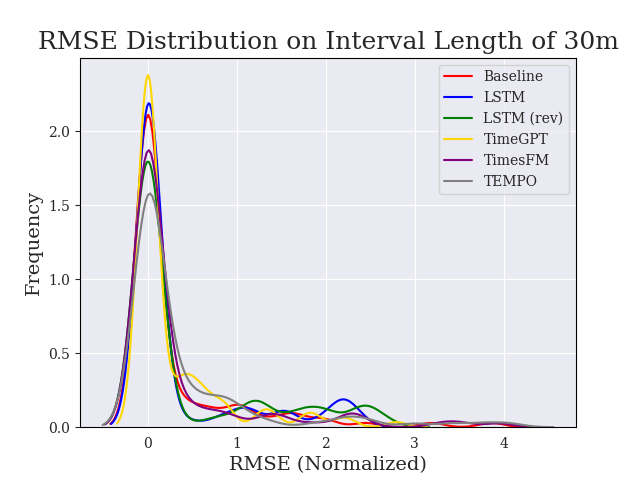 RMSE Distribution on Interval Length of 30m
Baseline
LSTM
LSTM (rev)
TimeGPT
TimesFM
TEMPO
Frequency
2.0
1.5
1.0
0.5
0.0
0 1 2 3 4
RMSE (Normalized)